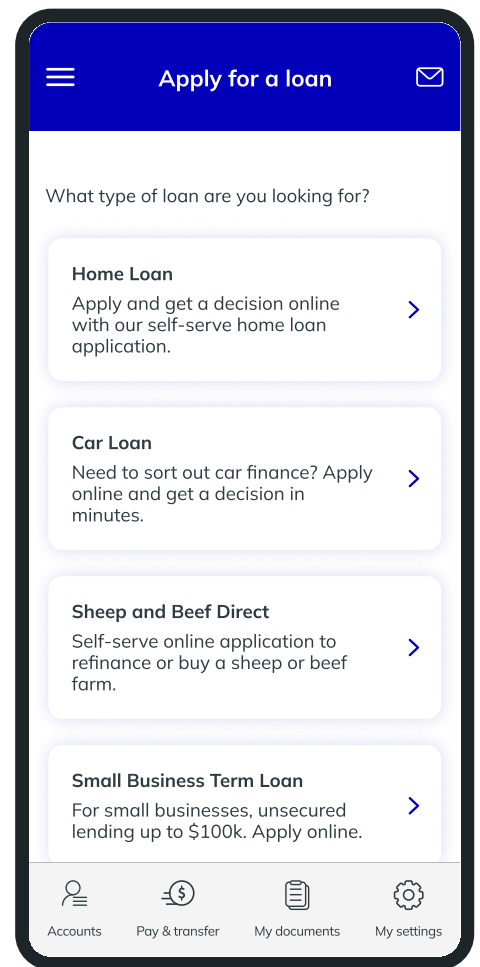 Apply for a loan
What type of loan are you looking for?
Home Loan
Apply and get a decision online
with our self-serve home loan
application.
Car Loan
Need to sort out car finance? Apply
online and get a decision in
minutes.
Sheep and Beef Direct
Self-serve online application to
refinance or buy a sheep or beef
farm.
Small Business Term Loan
For small businesses, unsecured
lending up to $100k. Apply online.
$
Accounts Pay & transfer My documents My settings